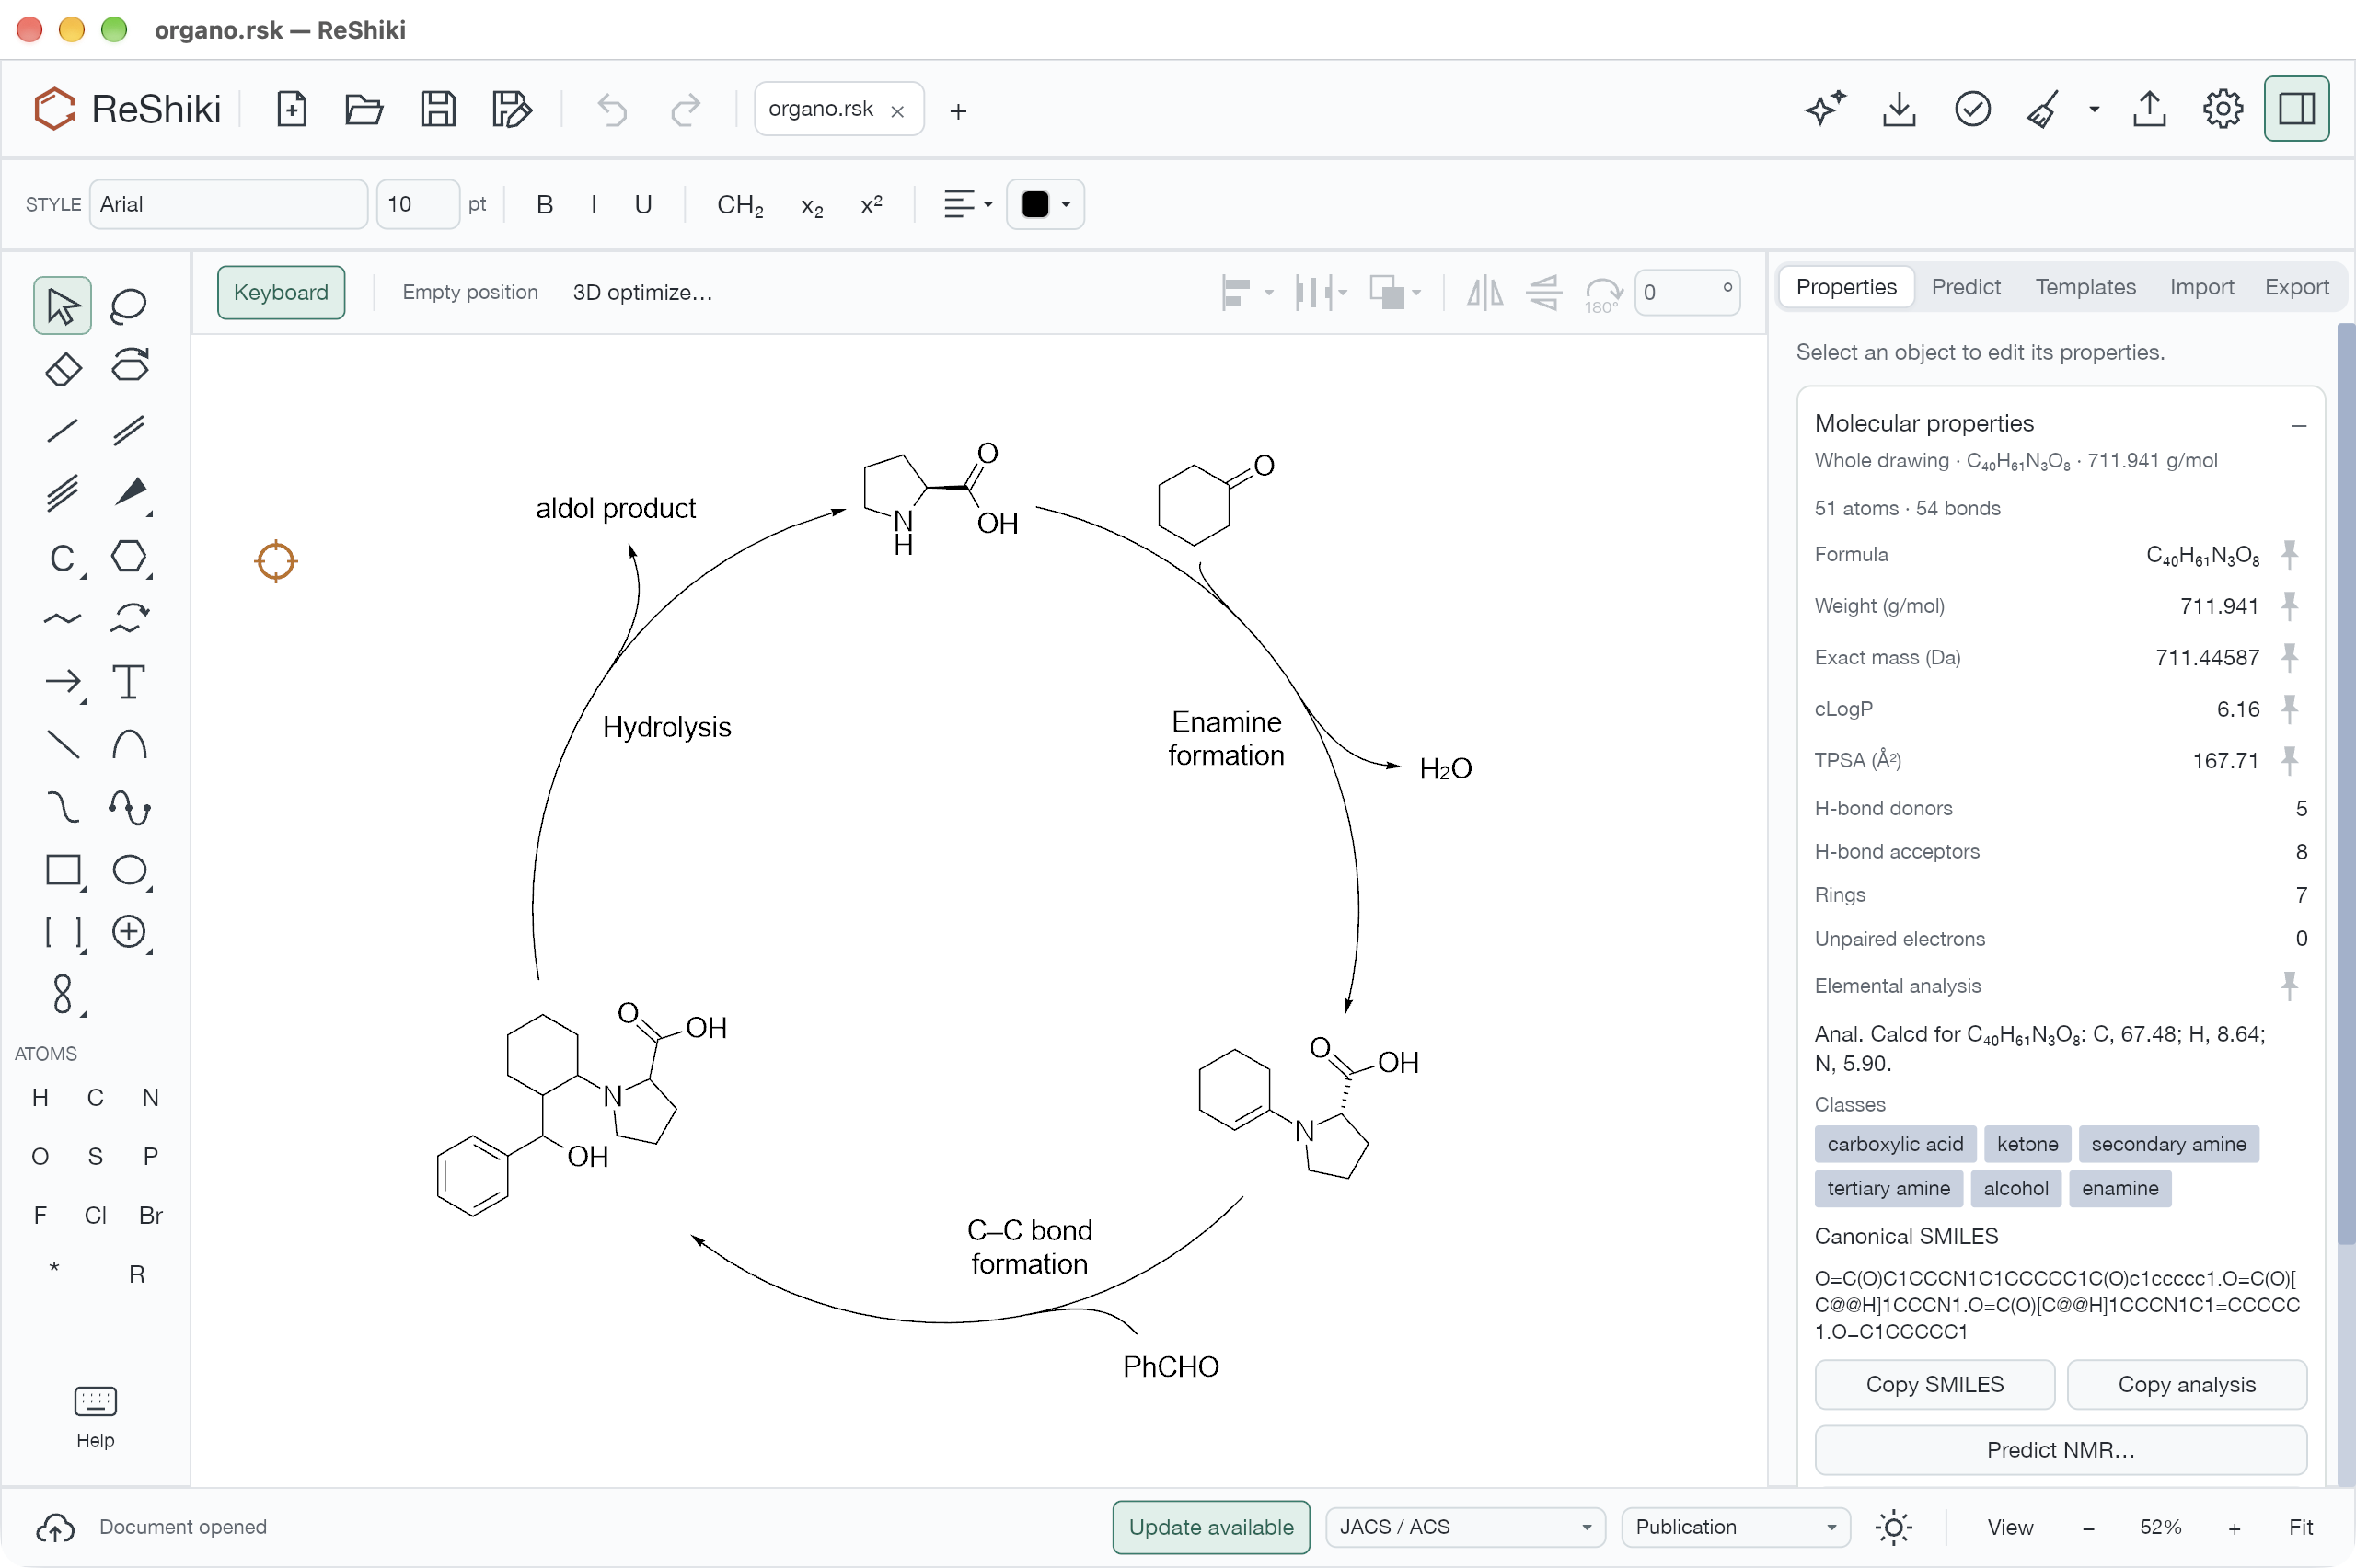 organo.rsk — ReShiki
ReShiki
organo.rsk ×
+
STYLE Arial 10 pt B I U CH₂ x₂ x²
Keyboard Empty position 3D optimize... 180° 0 °
Properties Predict Templates Import Export
Select an object to edit its properties.
Molecular properties –
Whole drawing · C₄₀H₆₁N₃O₈ · 711.941 g/mol
51 atoms · 54 bonds
Formula C₄₀H₆₁N₃O₈
Weight (g/mol) 711.941
Exact mass (Da) 711.44587
cLogP 6.16
TPSA (Å²) 167.71
H-bond donors 5
H-bond acceptors 8
Rings 7
Unpaired electrons 0
Elemental analysis
Anal. Calcd for C₄₀H₆₁N₃O₈: C, 67.48; H, 8.64;
N, 5.90.
Classes
carboxylic acid ketone secondary amine
tertiary amine alcohol enamine
Canonical SMILES
O=C(O)C1CCCN1C1CCCCC1C(O)c1ccccc1.O=C(O)[
C@@H]1CCCN1.O=C(O)[C@@H]1CCCN1C1=CCCCC
1.O=C1CCCCC1
Copy SMILES Copy analysis
Predict NMR...
C
T
[ ]
ATOMS
H C N
O S P
F Cl Br
* R
Help
aldol product
O
OH
N
H
O
Hydrolysis
Enamine
formation
H₂O
O
OH
N
OH
O
OH
N
C–C bond
formation
PhCHO
Document opened
Update available
JACS / ACS
Publication
View – 52% + Fit